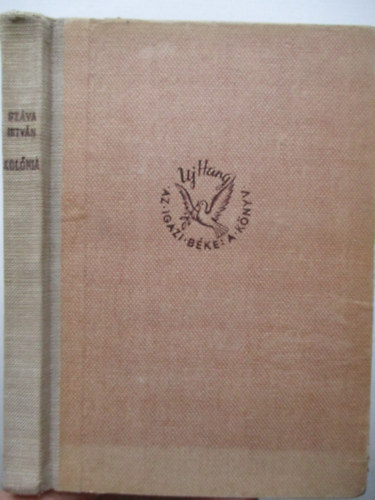 SZÁVA
ISTVÁN
KOLÓNIA
Uj Hang
AZ · IGAZI · BÉKE: A · KÖNYV